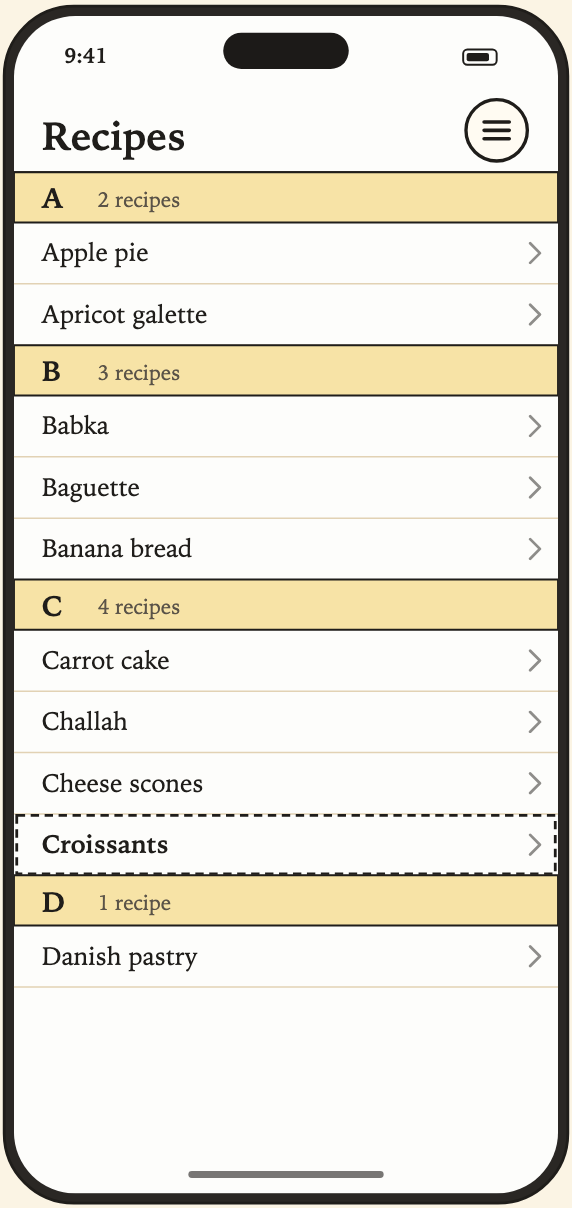 9:41
Recipes
A 2 recipes
Apple pie
Apricot galette
B 3 recipes
Babka
Baguette
Banana bread
C 4 recipes
Carrot cake
Challah
Cheese scones
Croissants
D 1 recipe
Danish pastry